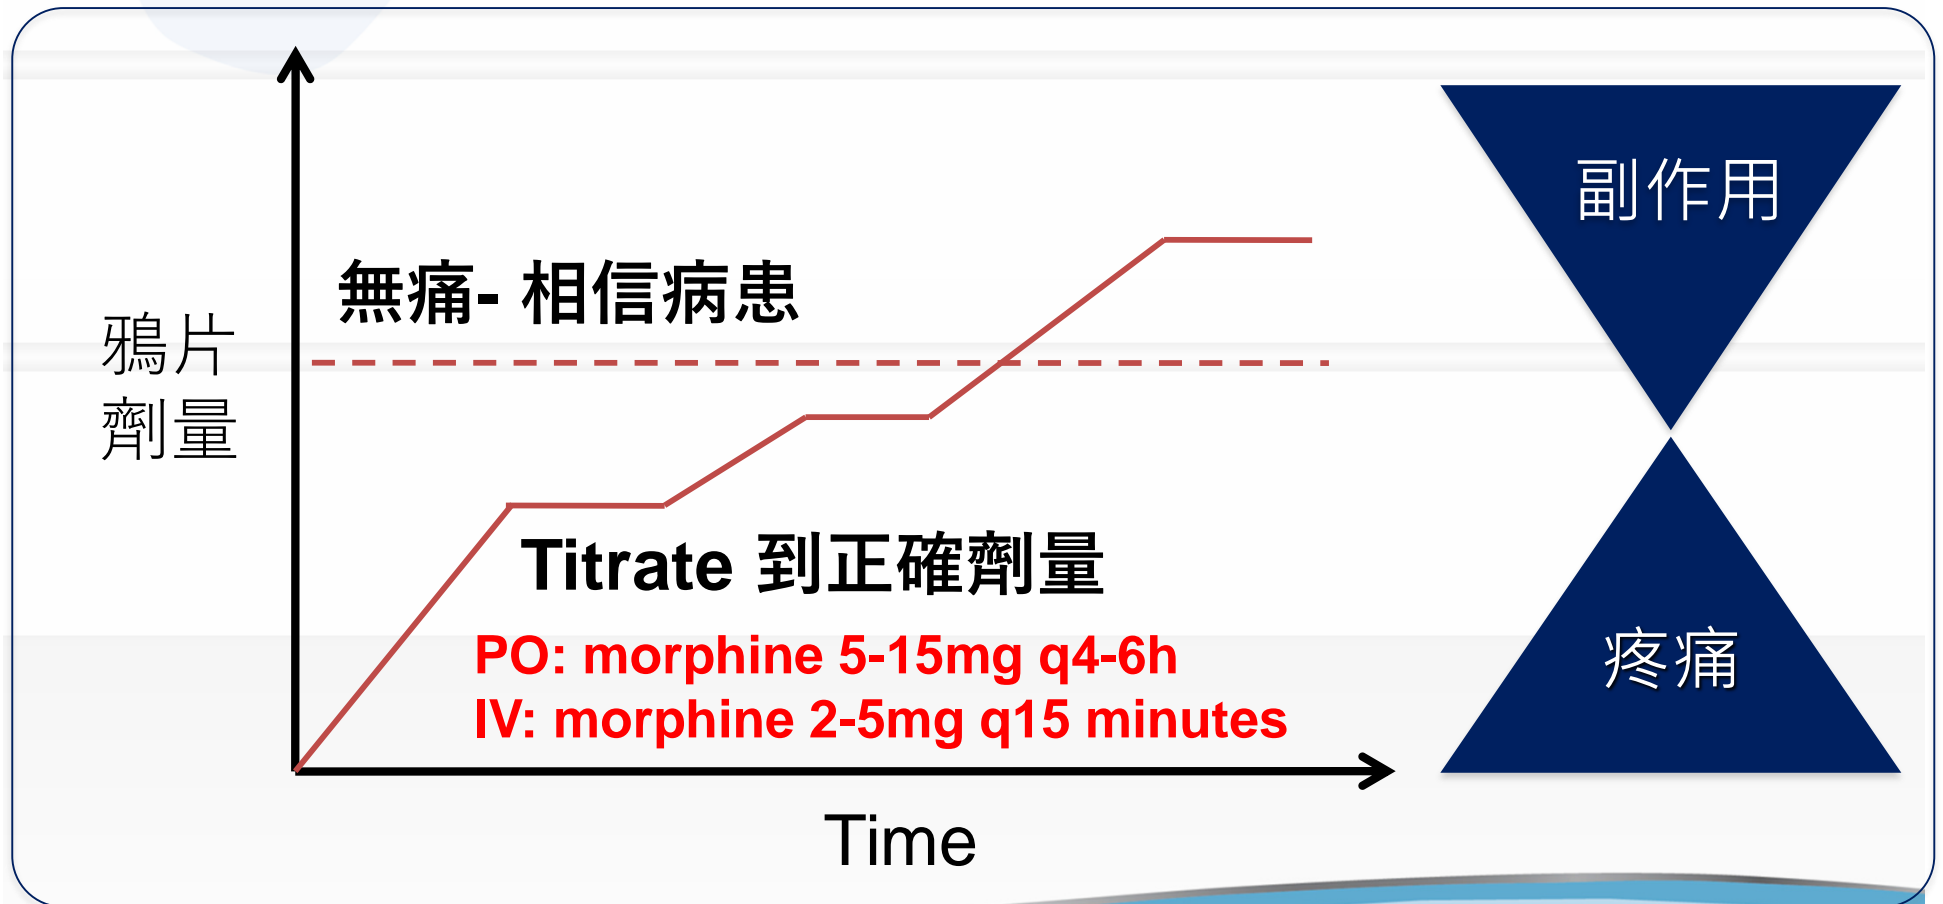 副作用
無痛- 相信病患
鴉片
劑量
Titrate 到正確劑量
PO: morphine 5-15mg q4-6h
IV: morphine 2-5mg q15 minutes
疼痛
Time